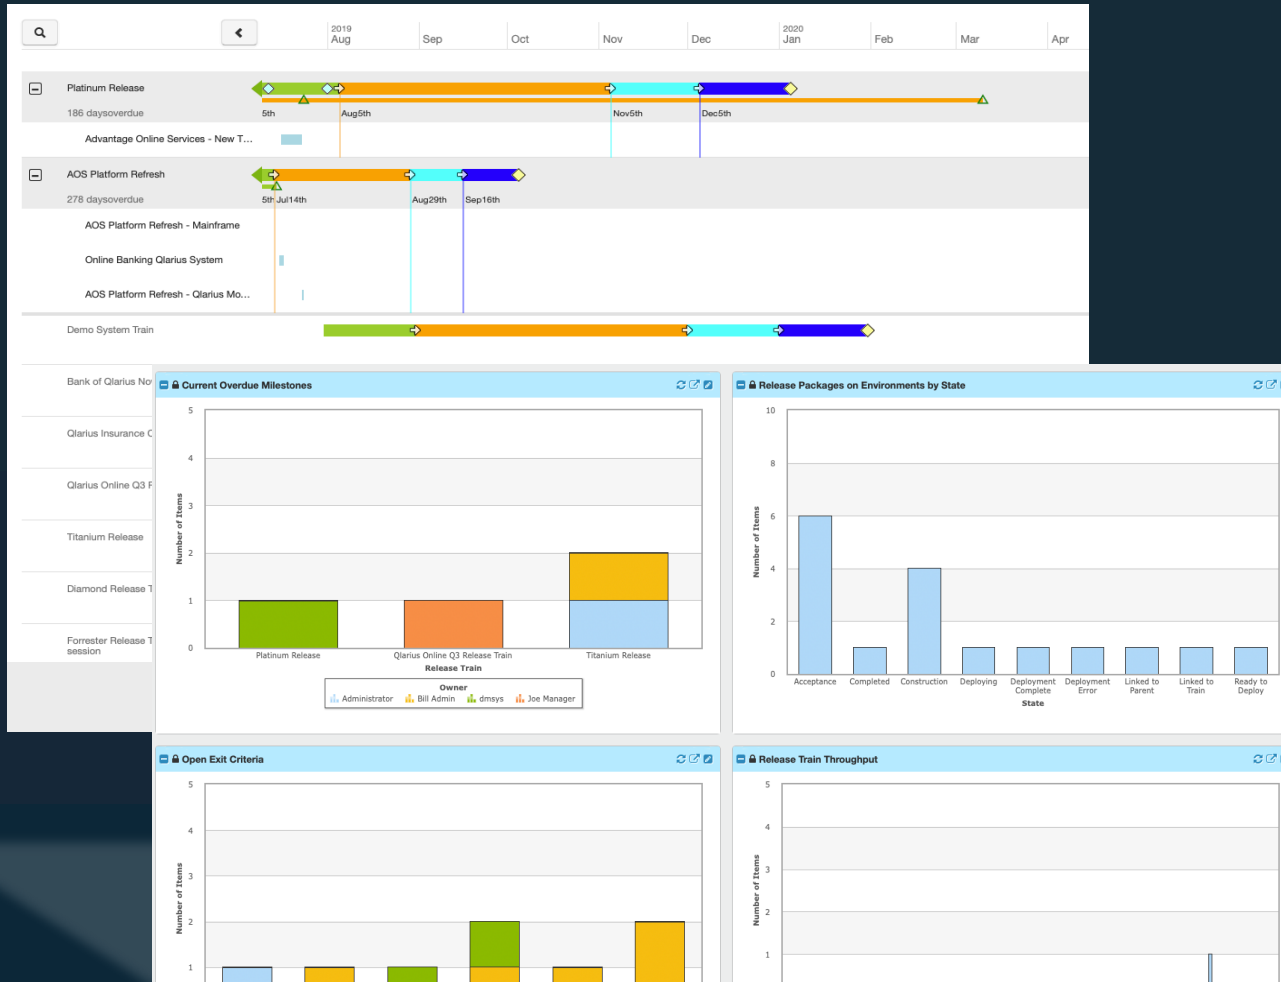 2019
Aug
Sep
Oct
Nov
Dec
2020
Jan
Feb
Mar
Apr
Platinum Release
186 daysoverdue
5th
Aug5th
Nov5th
Dec5th
Advantage Online Services - New T...
AOS Platform Refresh
278 daysoverdue
5th Jul14th
Aug29th
Sep16th
AOS Platform Refresh - Mainframe
Online Banking Qlarius System
AOS Platform Refresh - Qlarius Mo...
Demo System Train
Bank of Qlarius No
Qlarius Insurance
Qlarius Online Q3
Titanium Release
Diamond Release
Forrester Release
session
Current Overdue Milestones
5
4
3
2
1
0
Number of Items
Platinum Release
Qlarius Online Q3 Release Train
Titanium Release
Release Train
Owner
Administrator
Bill Admin
dmsys
Joe Manager
Release Packages on Environments by State
10
8
6
4
2
0
Number of Items
Acceptance
Completed
Construction
Deploying
Deployment
Complete
Deployment
Error
Linked to
Parent
Linked to
Train
Ready to
Deploy
State
Open Exit Criteria
5
4
3
2
1
Number of Items
Release Train Throughput
5
4
3
2
1
Number of Items